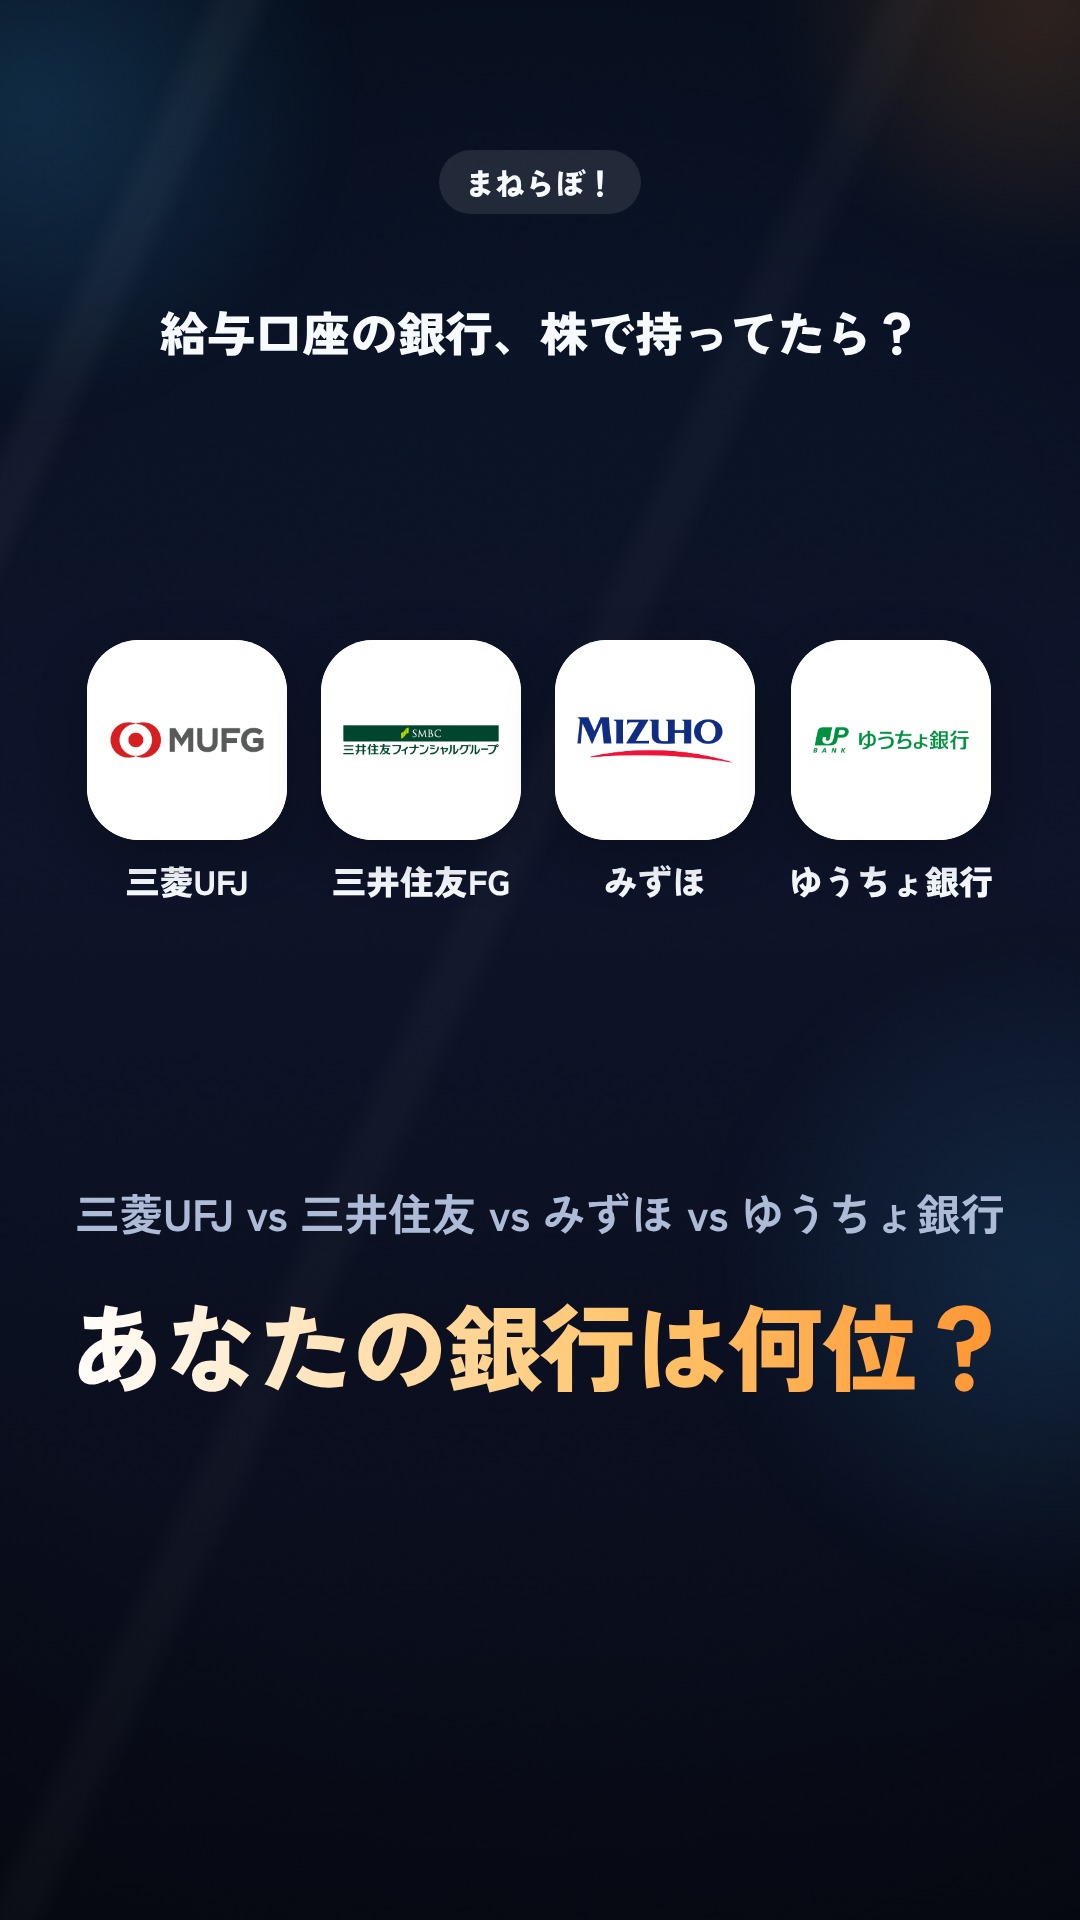 まねらぼ！
給与口座の銀行、株で持ってたら？
MUFG
SMBC
三井住友フィナンシャルグループ
MIZUHO
JP
BANK
ゆうちょ銀行
三菱UFJ
三井住友FG
みずほ
ゆうちょ銀行
三菱UFJ vs 三井住友 vs みずほ vs ゆうちょ銀行
あなたの銀行は何位？